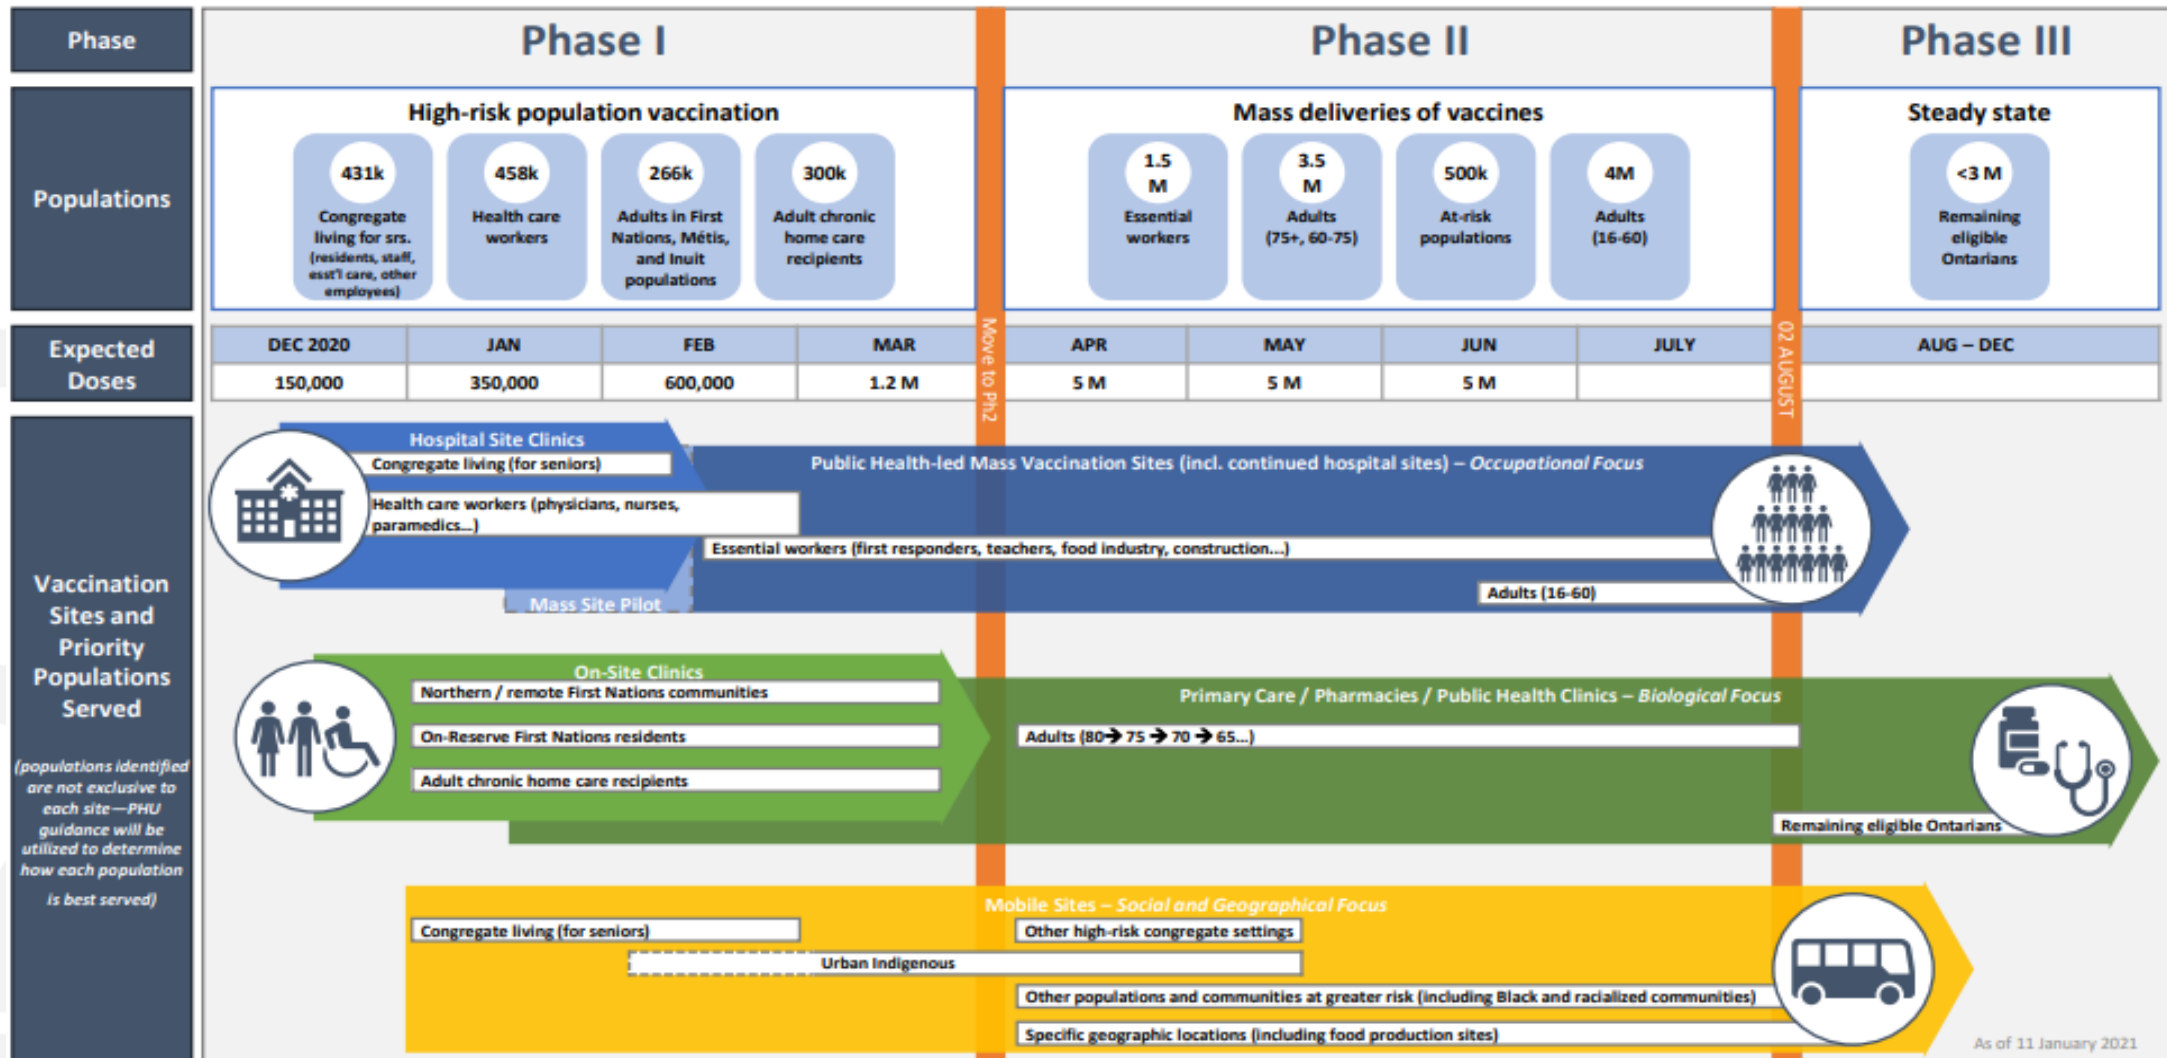 Phase
Phase I
Phase II
Phase III
Populations
High-risk population vaccination
431k
Congregate
living for srs.
(residents, staff,
esst'l care, other
employees)
458k
Health care
workers
266k
Adults in First
Nations, Métis,
and Inuit
populations
300k
Adult chronic
home care
recipients
Mass deliveries of vaccines
1.5
M
Essential
workers
3.5
M
Adults
(75+, 60-75)
500k
At-risk
populations
4M
Adults
(16-60)
Steady state
<3 M
Remaining
eligible
Ontarians
Expected
Doses
DEC 2020 JAN FEB MAR APR MAY JUN JULY AUG – DEC
150,000 350,000 600,000 1.2 M 5 M 5 M 5 M
Move to Ph2
02 AUGUST
Vaccination
Sites and
Priority
Populations
Served
(populations identified
are not exclusive to
each site—PHU
guidance will be
utilized to determine
how each population
is best served)
Hospital Site Clinics
Congregate living (for seniors)
Health care workers (physicians, nurses,
paramedics...)
Mass Site Pilot
Public Health-led Mass Vaccination Sites (incl. continued hospital sites) – Occupational Focus
Essential workers (first responders, teachers, food industry, construction...)
Adults (16-60)
On-Site Clinics
Northern / remote First Nations communities
On-Reserve First Nations residents
Adult chronic home care recipients
Primary Care / Pharmacies / Public Health Clinics – Biological Focus
Adults (80➔ 75 ➔ 70 ➔ 65...)
Remaining eligible Ontarians
Mobile Sites – Social and Geographical Focus
Congregate living (for seniors)
Other high-risk congregate settings
Urban Indigenous
Other populations and communities at greater risk (including Black and racialized communities)
Specific geographic locations (including food production sites)
As of 11 January 2021